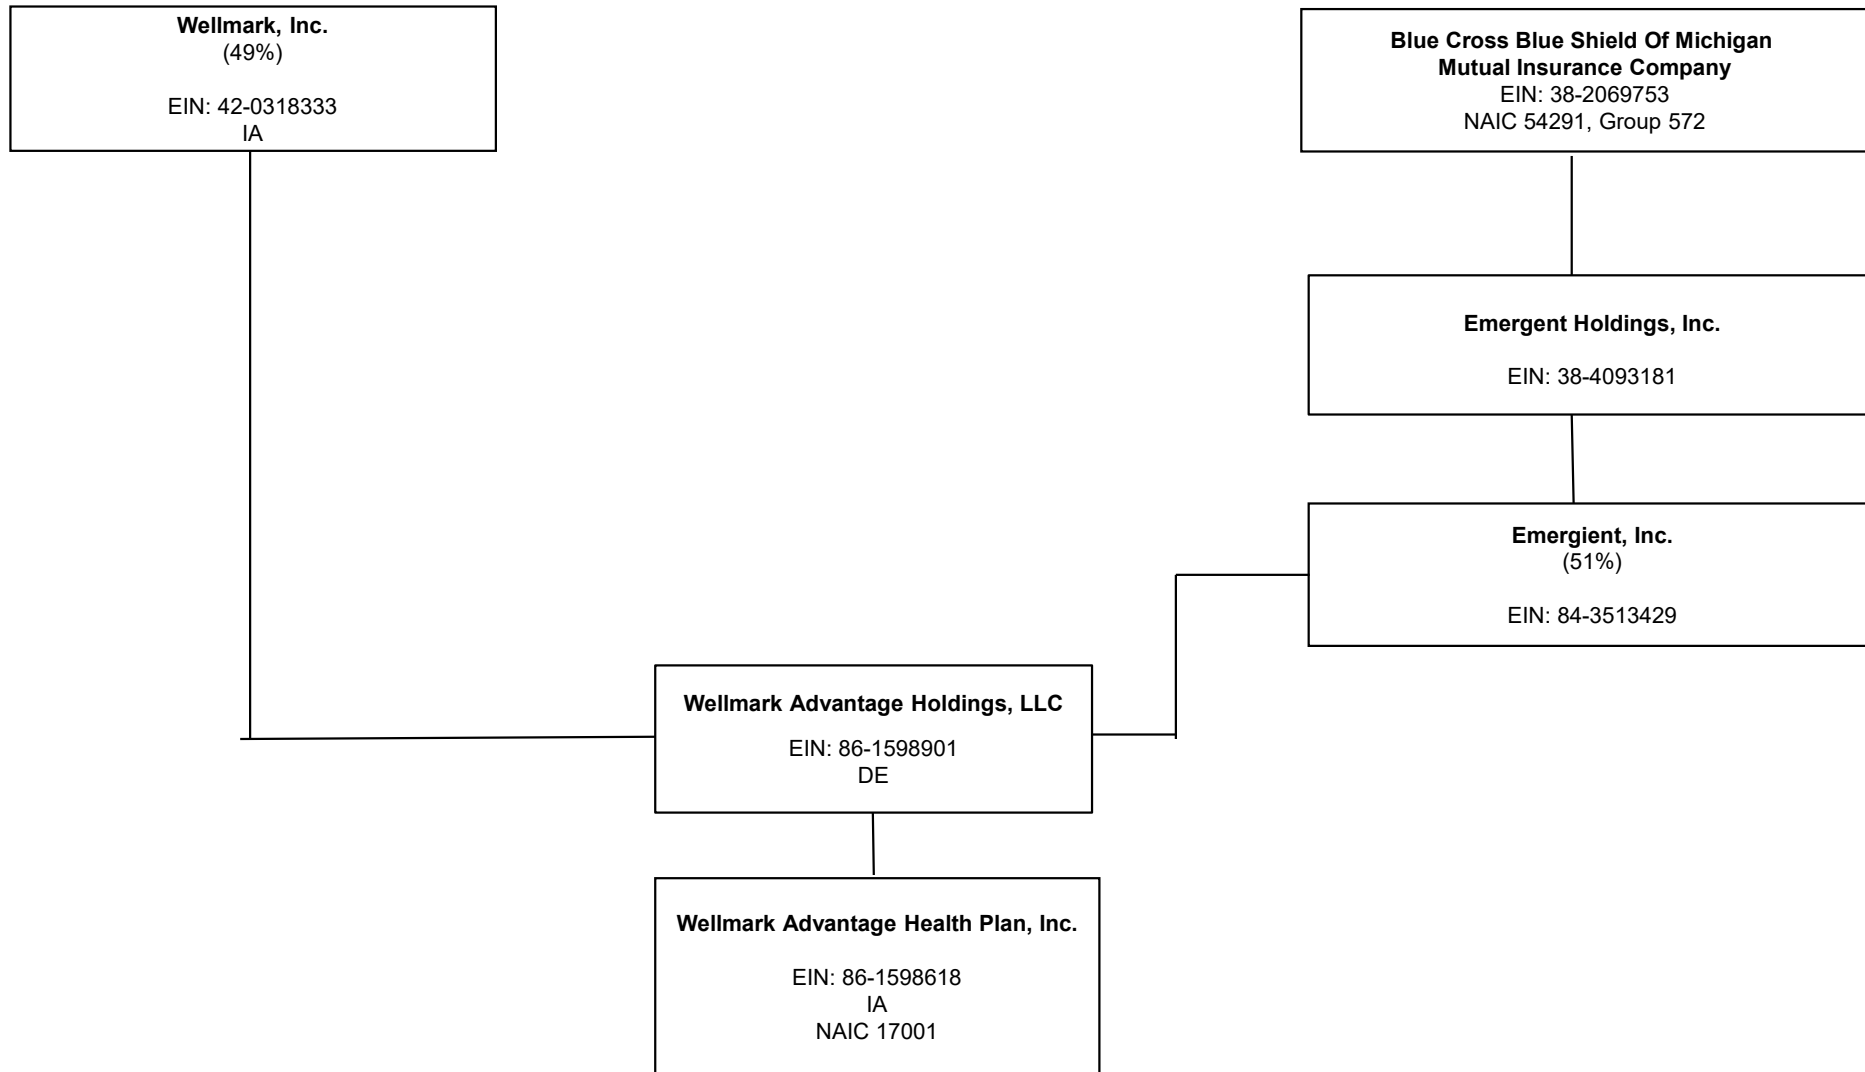 Wellmark, Inc.
(49%)
EIN: 42-0318333
IA
Blue Cross Blue Shield Of Michigan
Mutual Insurance Company
EIN: 38-2069753
NAIC 54291, Group 572
Emergent Holdings, Inc.
EIN: 38-4093181
Emergient, Inc.
(51%)
EIN: 84-3513429
Wellmark Advantage Holdings, LLC
EIN: 86-1598901
DE
Wellmark Advantage Health Plan, Inc.
EIN: 86-1598618
IA
NAIC 17001